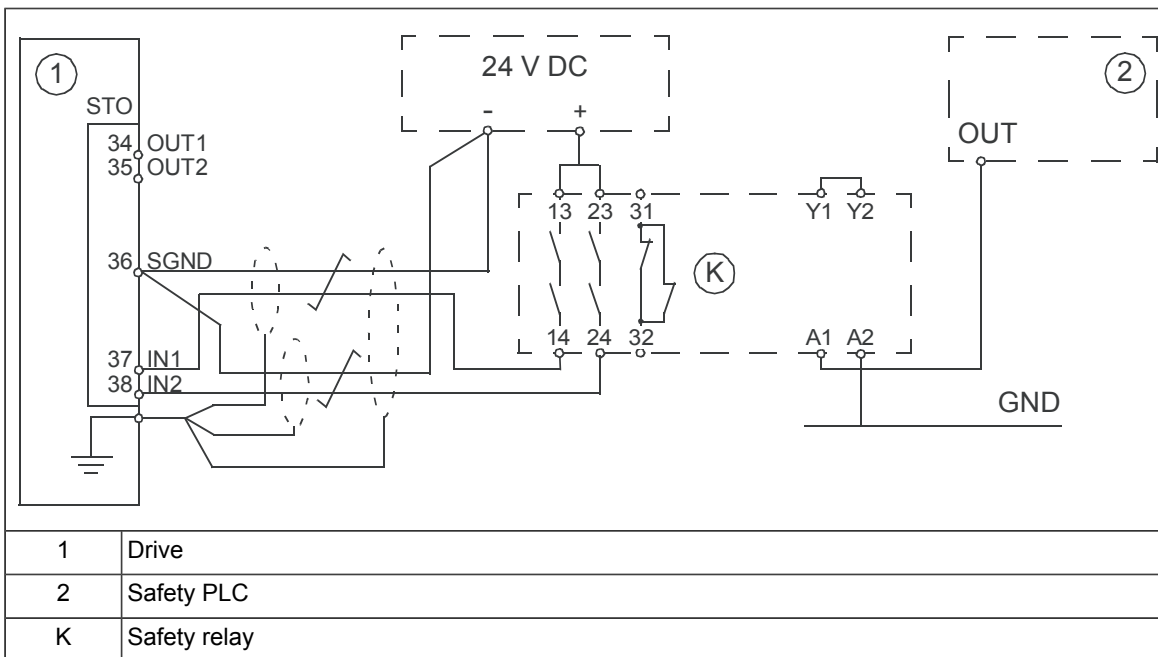 24 V DC
- +
1
2
STO
34 OUT1
35 OUT2
OUT
13 23 31
Y1 Y2
36 SGND
K
14 24 32
A1 A2
37 IN1
38 IN2
GND
1 Drive
2 Safety PLC
K Safety relay